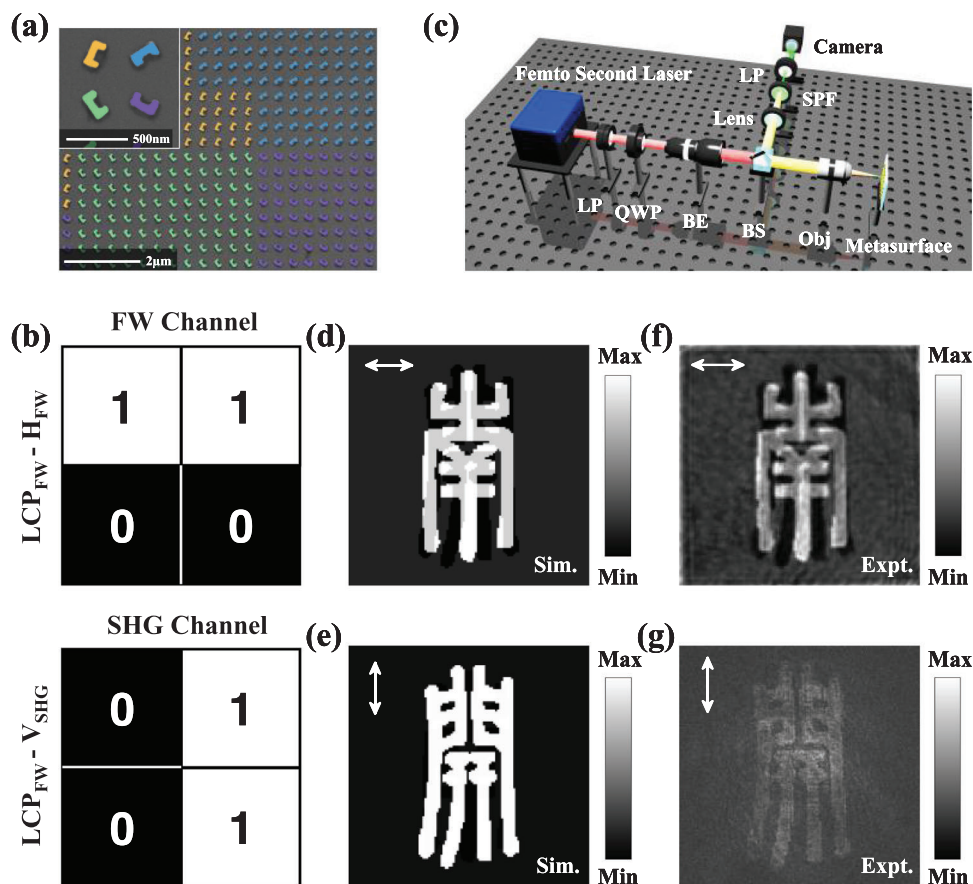 (a)
500nm
2μm
(c)
Camera
LP
Femto Second Laser
SPF
Lens
LP
QWP
BE
BS
Obj
Metasurface
(b)
FW Channel
LCP_FW - H_FW
1 1
0 0
(d)
Sim.
Max
Min
(f)
Expt.
Max
Min
SHG Channel
LCP_FW - V_SHG
0 1
0 1
(e)
Sim.
Max
Min
(g)
Expt.
Max
Min